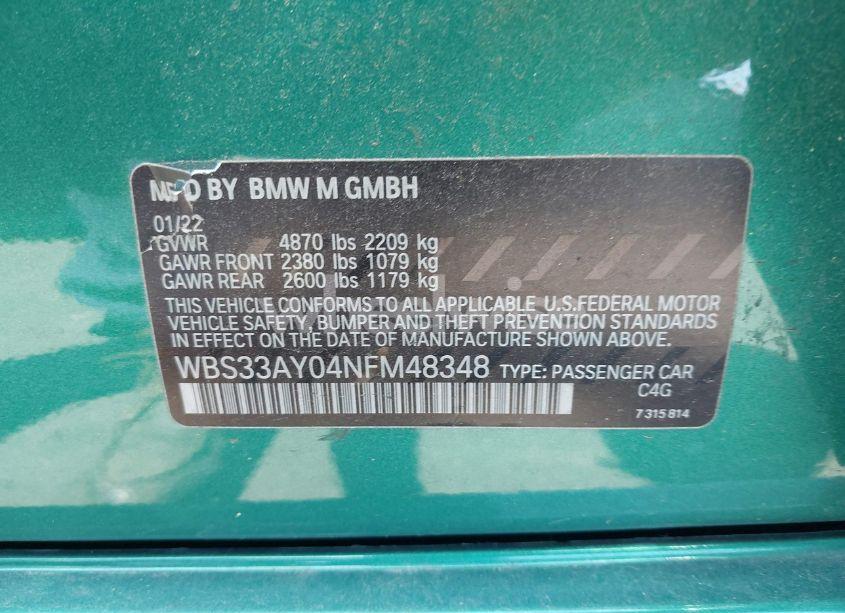 MFD BY BMW M GMBH
01/22
GVWR 4870 lbs 2209 kg
GAWR FRONT 2380 lbs 1079 kg
GAWR REAR 2600 lbs 1179 kg
THIS VEHICLE CONFORMS TO ALL APPLICABLE U.S.FEDERAL MOTOR
VEHICLE SAFETY, BUMPER AND THEFT PREVENTION STANDARDS
IN EFFECT ON THE DATE OF MANUFACTURE SHOWN ABOVE.
WBS33AY04NFM48348 TYPE: PASSENGER CAR
C4G
7 315 814